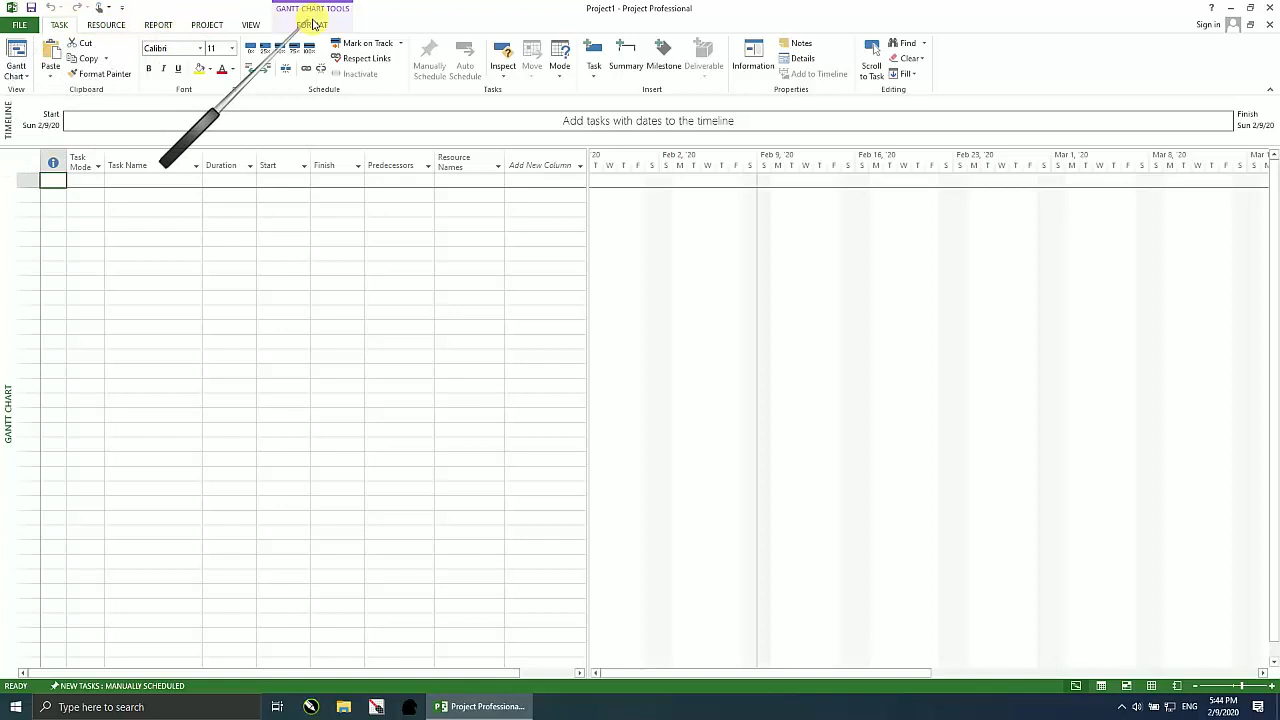 GANTT CHART TOOLS
Project1 - Project Professional
?
FILE TASK RESOURCE REPORT PROJECT VIEW FORMAT
Sign in
Gantt
Chart
View
Paste
Cut
Copy
Format Painter
Clipboard
Calibri 11
B I U A
Font
Mark on Track
Respect Links
Inactivate
Schedule
Manually
Schedule
Auto
Schedule
Inspect
Move
Mode
Tasks
Task
Summary
Milestone
Deliverable
Insert
Information
Notes
Details
Add to Timeline
Properties
Scroll
to Task
Find
Clear
Fill
Editing
TIMELINE
Start
Sun 2/9/20
Add tasks with dates to the timeline
Finish
Sun 2/9/20
Task
Mode
Task Name
Duration
Start
Finish
Predecessors
Resource
Names
Add New Column
'20 Feb 2, '20 Feb 9, '20 Feb 16, '20 Feb 23, '20 Mar 1, '20 Mar 8, '20 Mar
T W T F S S M T W T F S S M T W T F S S M T W T F S S M T W T F S S M T W T F S S M T W T F S S M
GANTT CHART
READY NEW TASKS : MANUALLY SCHEDULED
Type here to search
Project Professiona...
ENG
5:44 PM
2/9/2020